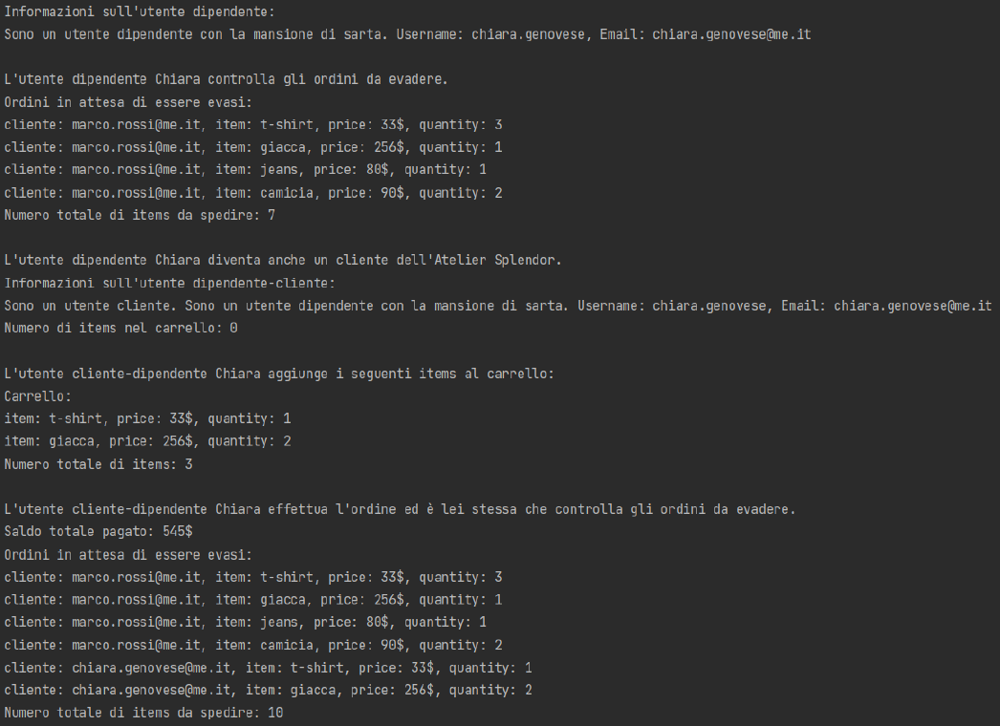 Informazioni sull'utente dipendente:
Sono un utente dipendente con la mansione di sarta. Username: chiara.genovese, Email: chiara.genovese@me.it
L'utente dipendente Chiara controlla gli ordini da evadere.
Ordini in attesa di essere evasi:
cliente: marco.rossi@me.it, item: t-shirt, price: 33$, quantity: 3
cliente: marco.rossi@me.it, item: giacca, price: 256$, quantity: 1
cliente: marco.rossi@me.it, item: jeans, price: 80$, quantity: 1
cliente: marco.rossi@me.it, item: camicia, price: 90$, quantity: 2
Numero totale di items da spedire: 7
L'utente dipendente Chiara diventa anche un cliente dell'Atelier Splendor.
Informazioni sull'utente dipendente-cliente:
Sono un utente cliente. Sono un utente dipendente con la mansione di sarta. Username: chiara.genovese, Email: chiara.genovese@me.it
Numero di items nel carrello: 0
L'utente cliente-dipendente Chiara aggiunge i seguenti items al carrello:
Carrello:
item: t-shirt, price: 33$, quantity: 1
item: giacca, price: 256$, quantity: 2
Numero totale di items: 3
L'utente cliente-dipendente Chiara effettua l'ordine ed è lei stessa che controlla gli ordini da evadere.
Saldo totale pagato: 545$
Ordini in attesa di essere evasi:
cliente: marco.rossi@me.it, item: t-shirt, price: 33$, quantity: 3
cliente: marco.rossi@me.it, item: giacca, price: 256$, quantity: 1
cliente: marco.rossi@me.it, item: jeans, price: 80$, quantity: 1
cliente: marco.rossi@me.it, item: camicia, price: 90$, quantity: 2
cliente: chiara.genovese@me.it, item: t-shirt, price: 33$, quantity: 1
cliente: chiara.genovese@me.it, item: giacca, price: 256$, quantity: 2
Numero totale di items da spedire: 10